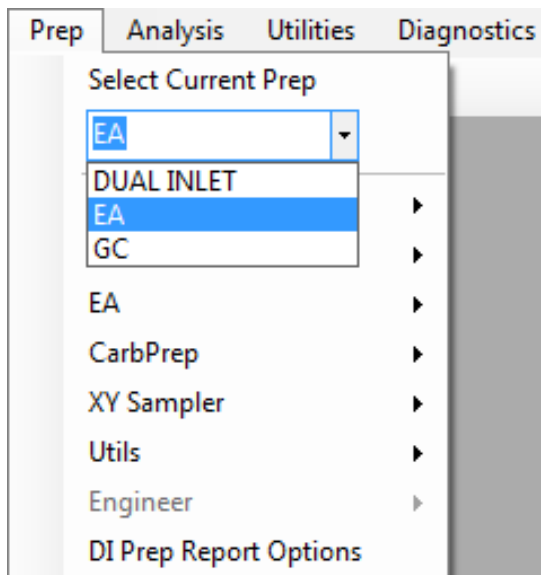 Prep Analysis Utilities Diagnostics
Select Current Prep
EA
DUAL INLET
EA
GC
EA
CarbPrep
XY Sampler
Utils
Engineer
DI Prep Report Options